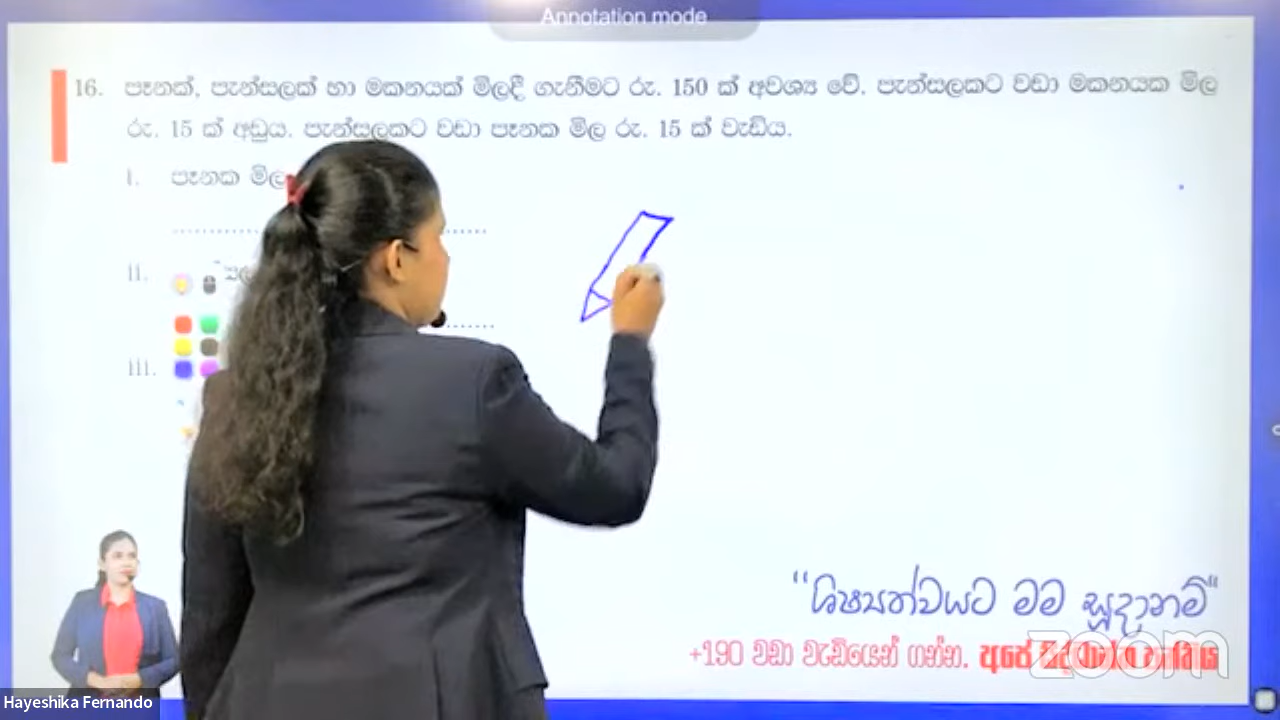 Annotation mode
16. පෑනක්, පැන්සලක් හා මකනයක් මිලදී ගැනීමට රු. 150 ක් අවශ්‍ය වේ. පැන්සලකට වඩා මකනයක මිල
රු. 15 ක් අඩුය. පැන්සලකට වඩා පෑනක මිල රු. 15 ක් වැඩිය.
i. පෑනක මිල
ii.
iii.
"ශිෂ්‍යත්වයට මම සූදානම්"
+190 වඩා වැඩියෙන් ගන්න. අපේ
zoom
Hayeshika Fernando